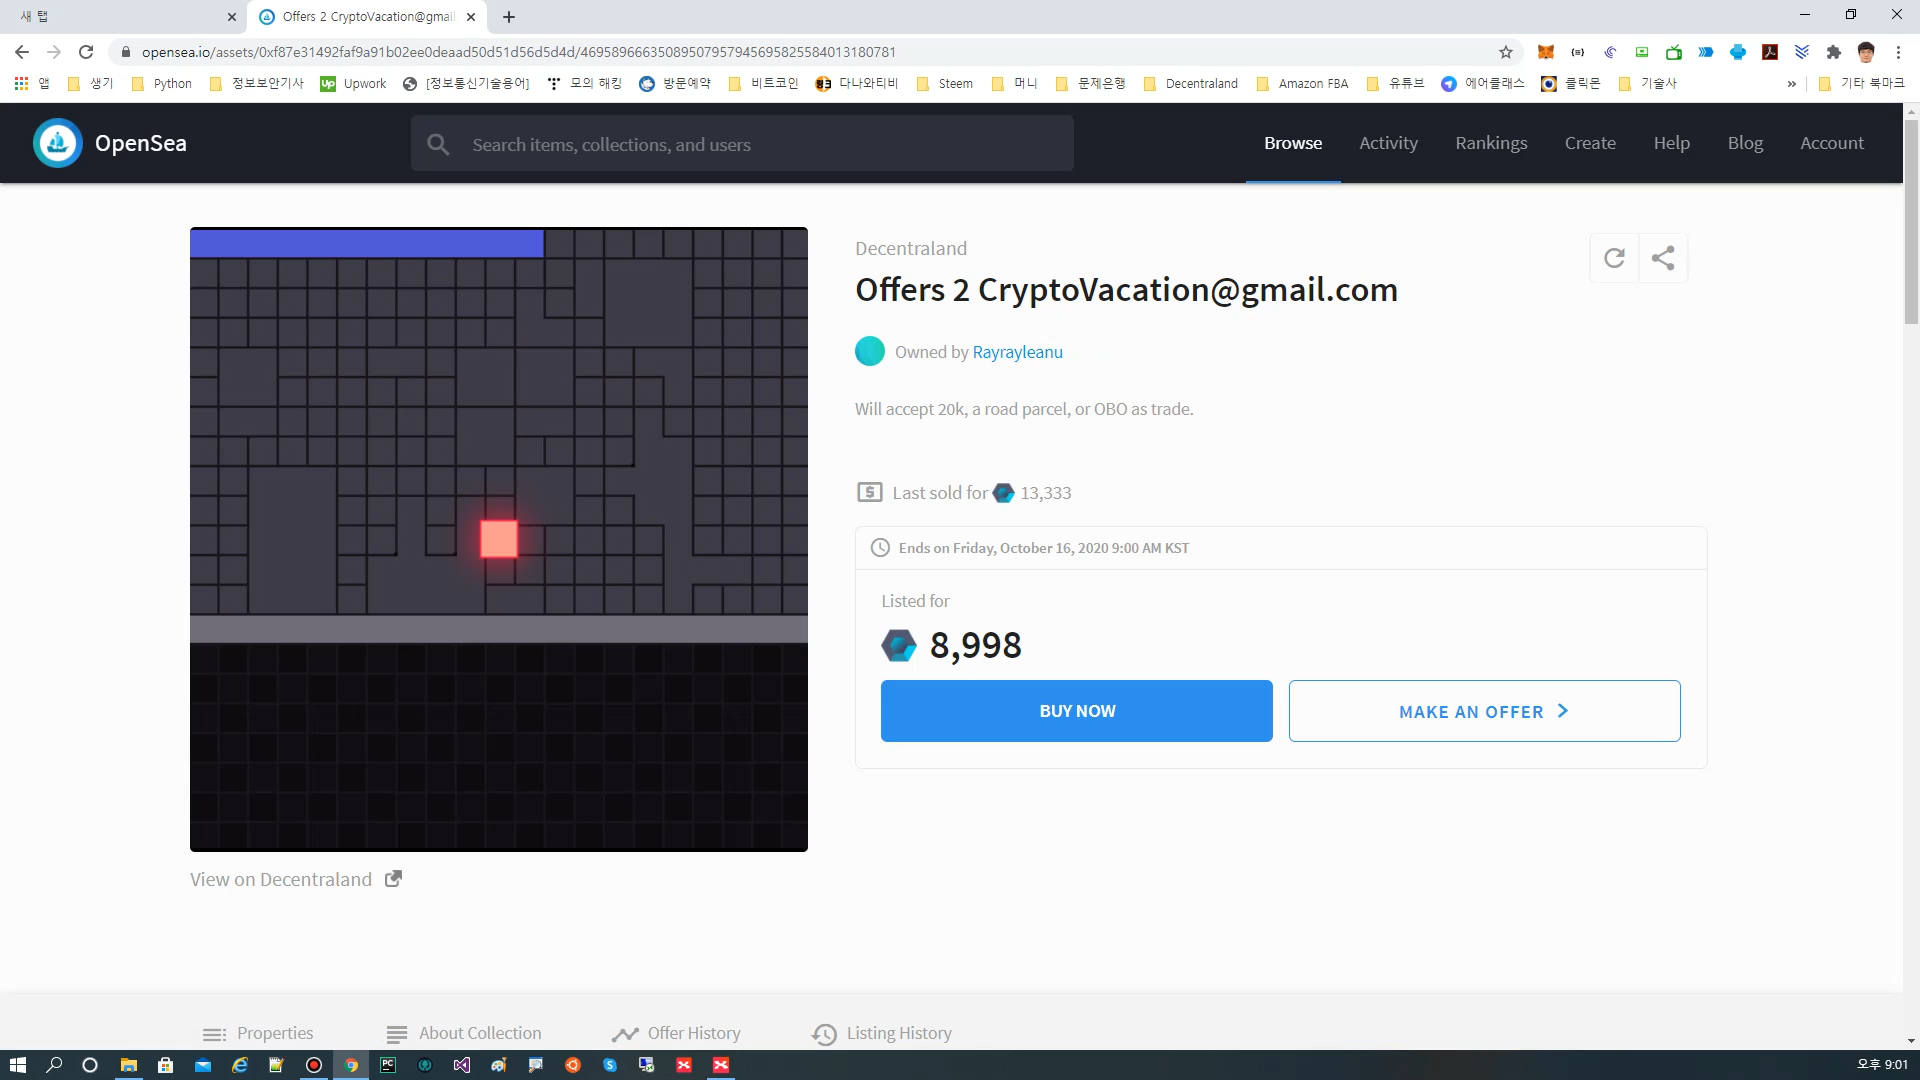 새 탭
Offers 2 CryptoVacation@gmail
opensea.io/assets/0xf87e31492faf9a91b02ee0deaad50d51d56d5d4d/46958966635089507957945695825584013180781
앱 생기 Python 정보보안기사 Up Upwork [정보통신기술용어] 모의 해킹 방문예약 비트코인 다나와티비 Steem 머니 문제은행 Decentraland Amazon FBA 유튜브 에어클래스 클릭몬 기술사 » 기타 북마크
OpenSea
Search items, collections, and users
Browse Activity Rankings Create Help Blog Account
Decentraland
Offers 2 CryptoVacation@gmail.com
Owned by Rayrayleanu
Will accept 20k, a road parcel, or OBO as trade.
Last sold for 13,333
Ends on Friday, October 16, 2020 9:00 AM KST
Listed for
8,998
BUY NOW
MAKE AN OFFER
View on Decentraland
Properties About Collection Offer History Listing History
오후 9:01